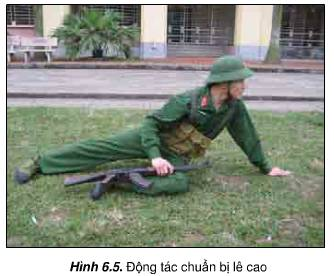 Hình 6.5. Động tác chuẩn bị lê cao